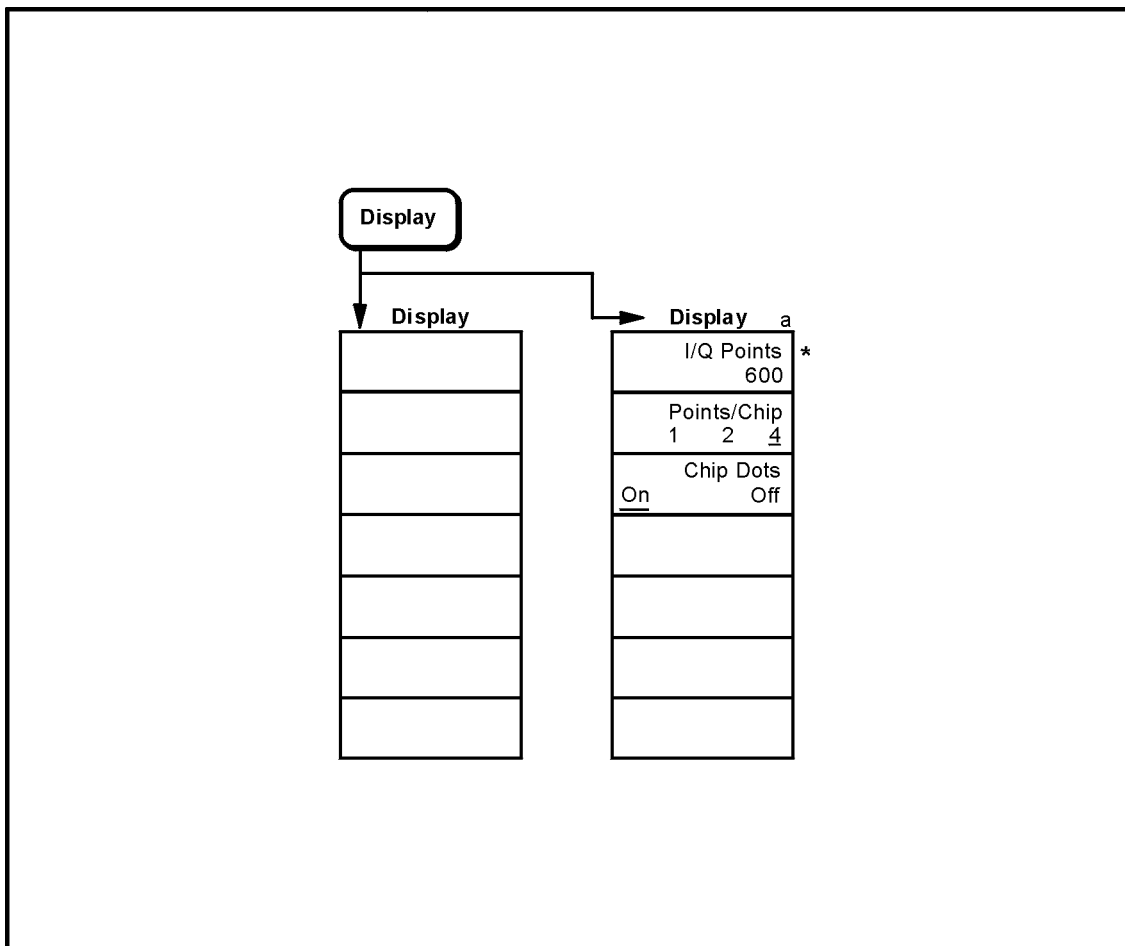 Display
Display
Display a
I/Q Points *
600
Points/Chip
1 2 4
Chip Dots
On Off